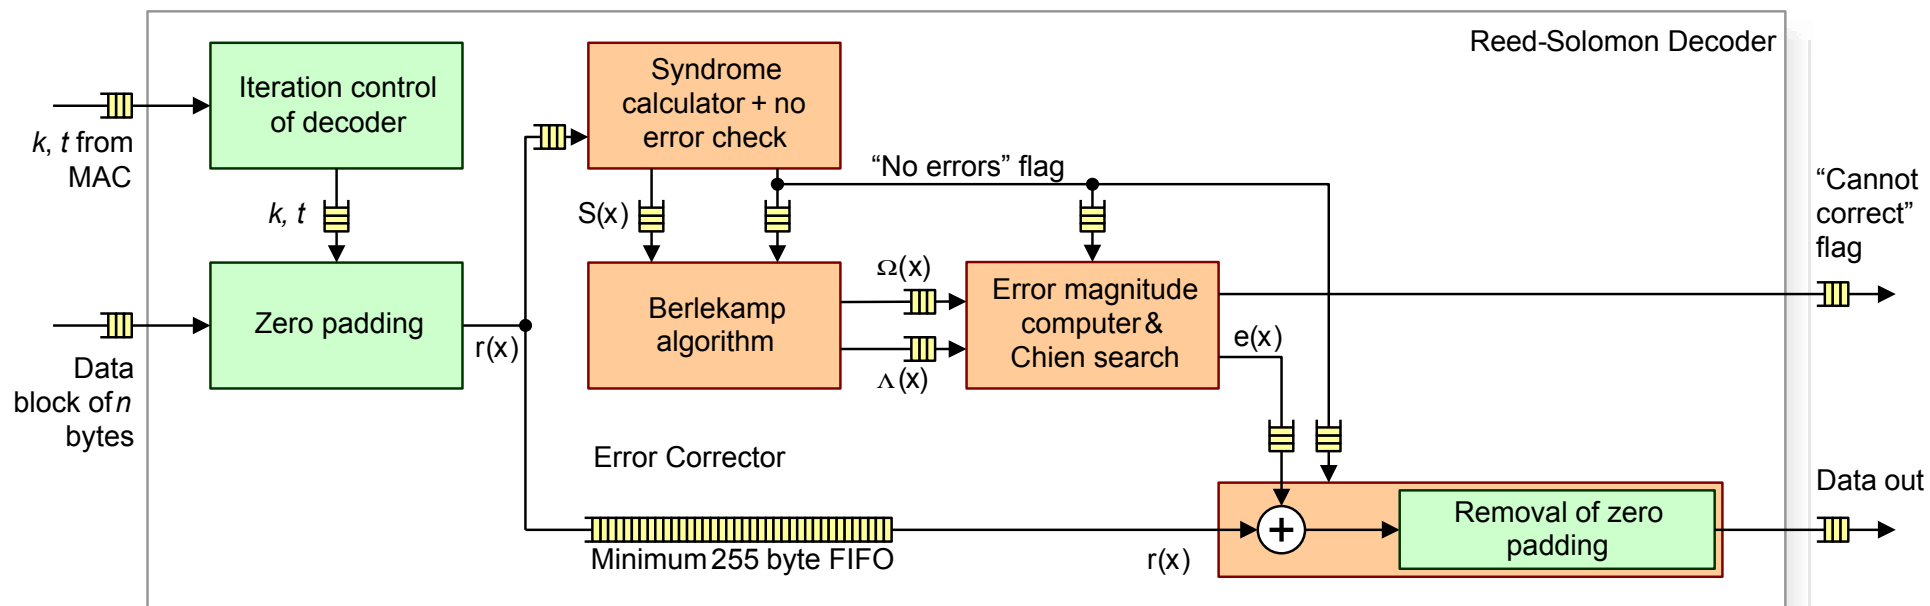 Reed-Solomon Decoder
Iteration control
of decoder
Syndrome
calculator + no
error check
k, t from
MAC
"No errors" flag
"Cannot
correct"
flag
k, t
S(x)
Zero padding
r(x)
Berlekamp
algorithm
Ω(x)
Λ(x)
Error magnitude
computer &
Chien search
e(x)
Data
block of n
bytes
Error Corrector
Data out
Removal of zero
padding
+
Minimum 255 byte FIFO
r(x)